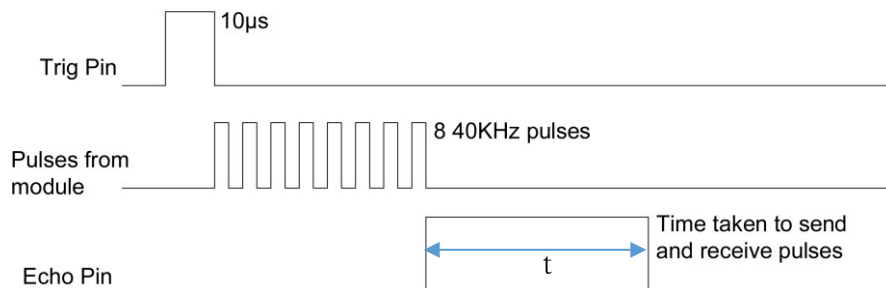 10μs
Trig Pin
8 40KHz pulses
Pulses from
module
Time taken to send
and receive pulses
t
Echo Pin